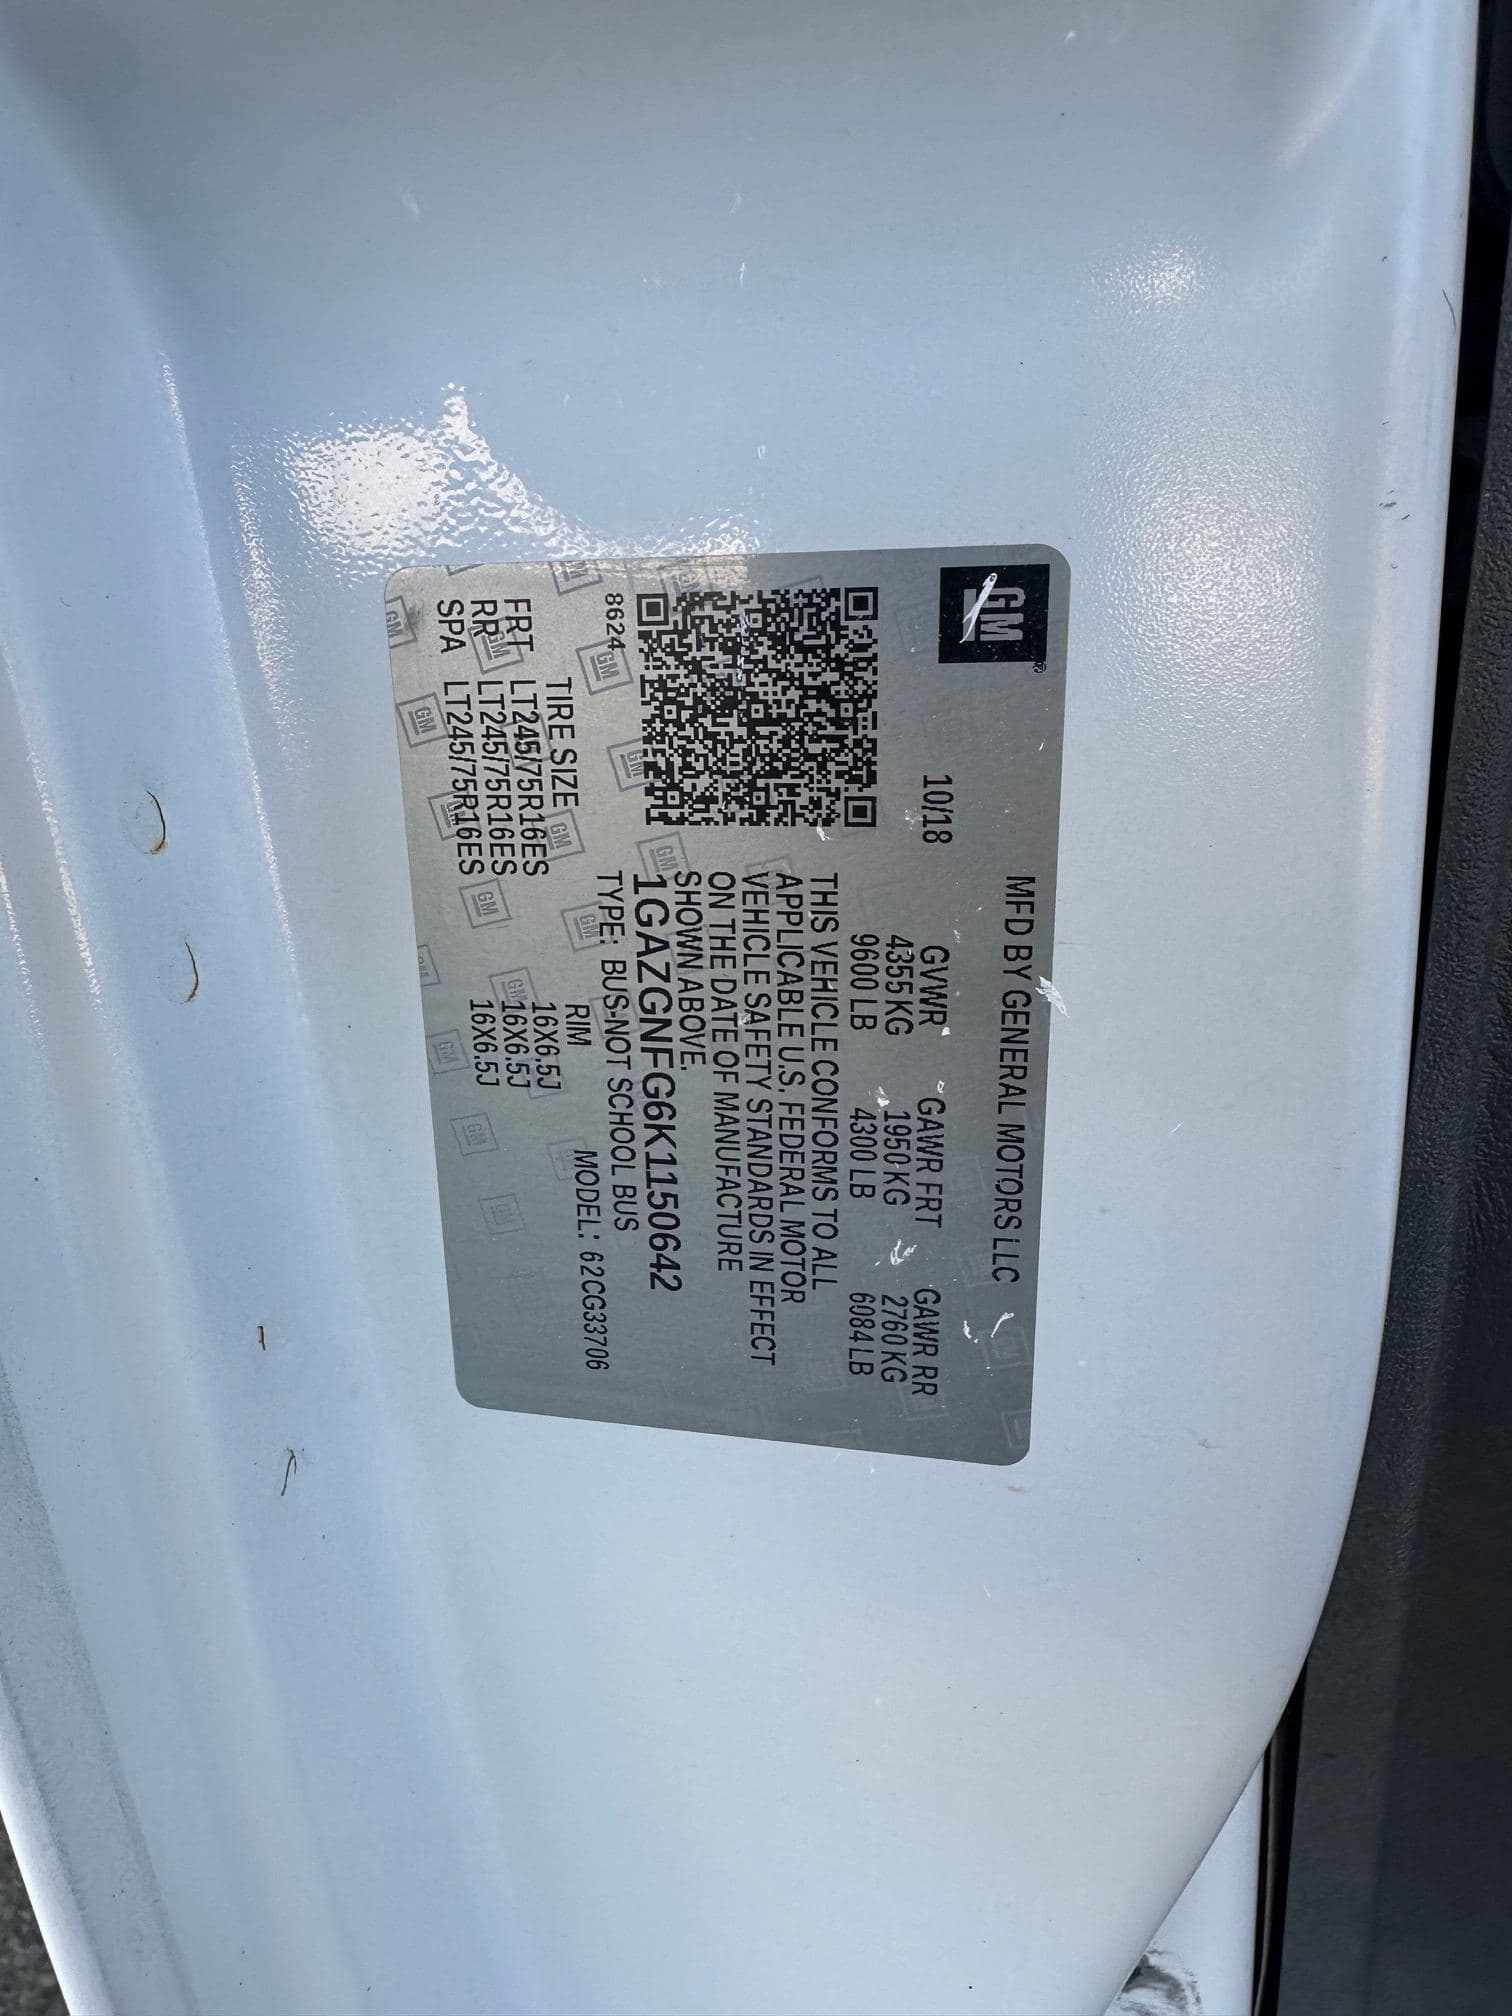 GM
MFD BY GENERAL MOTORS LLC
10/18 GVWR GAWR FRT GAWR RR
4355 KG 1950 KG 2760 KG
9600 LB 4300 LB 6084 LB
THIS VEHICLE CONFORMS TO ALL
APPLICABLE U.S. FEDERAL MOTOR
VEHICLE SAFETY STANDARDS IN EFFECT
ON THE DATE OF MANUFACTURE
SHOWN ABOVE.
1GAZGNFG6K1150642
8624 TYPE: BUS-NOT SCHOOL BUS
TIRE SIZE RIM MODEL: 62CG33706
FRT LT245/75R16ES 16X6.5J
RR LT245/75R16ES 16X6.5J
SPA LT245/75R16ES 16X6.5J